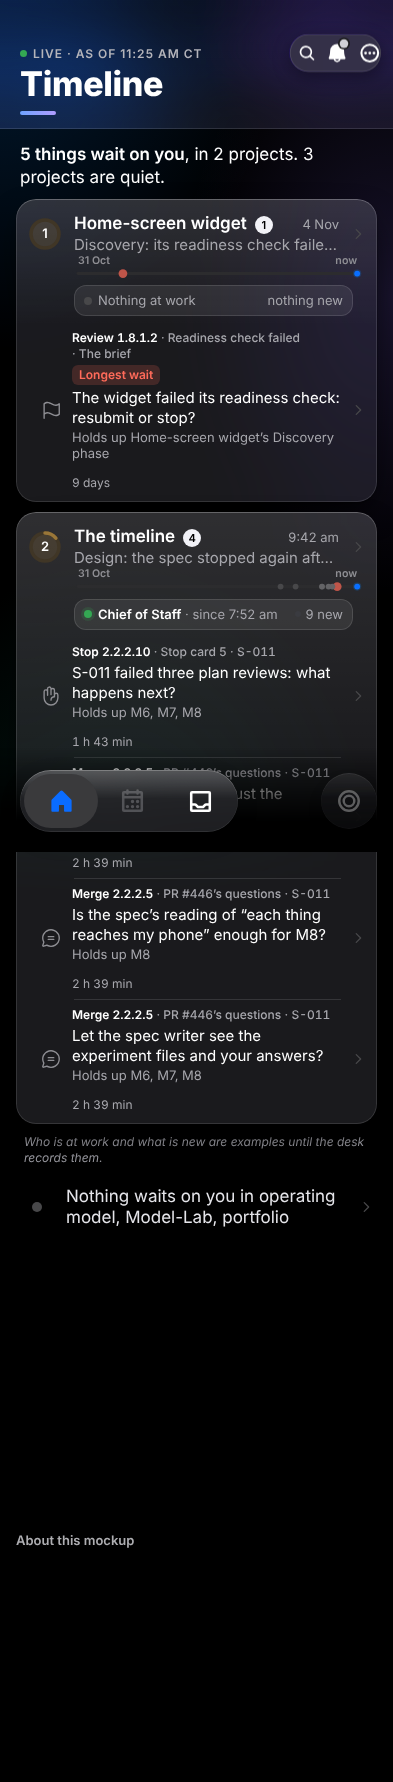 LIVE · AS OF 11:25 AM CT
Timeline
5 things wait on you, in 2 projects. 3
projects are quiet.
1
Home-screen widget 1 4 Nov
Discovery: its readiness check faile...
31 Oct now
Nothing at work nothing new
Review 1.8.1.2 · Readiness check failed
· The brief
Longest wait
The widget failed its readiness check:
resubmit or stop?
Holds up Home-screen widget’s Discovery
phase
9 days
2
The timeline 4 9:42 am
Design: the spec stopped again aft...
31 Oct now
Chief of Staff · since 7:52 am 9 new
Stop 2.2.2.10 · Stop card 5 · S-011
S-011 failed three plan reviews: what
happens next?
Holds up M6, M7, M8
1 h 43 min
questions · S-011
ust the
2 h 39 min
Merge 2.2.2.5 · PR #446’s questions · S-011
Is the spec’s reading of “each thing
reaches my phone” enough for M8?
Holds up M8
2 h 39 min
Merge 2.2.2.5 · PR #446’s questions · S-011
Let the spec writer see the
experiment files and your answers?
Holds up M6, M7, M8
2 h 39 min
Who is at work and what is new are examples until the desk
records them.
Nothing waits on you in operating
model, Model-Lab, portfolio
About this mockup